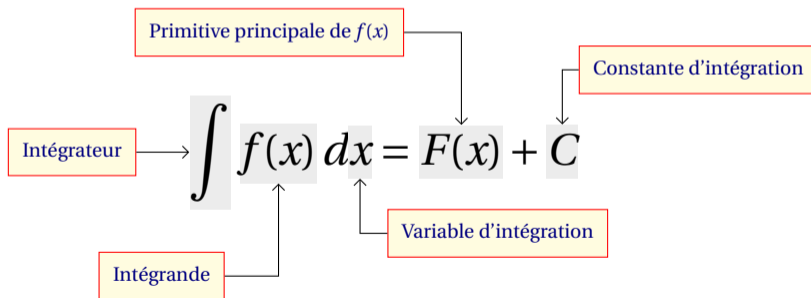 Primitive principale de f(x)
Constante d'intégration
Intégrateur
∫ f(x) dx = F(x) + C
Variable d'intégration
Intégrande